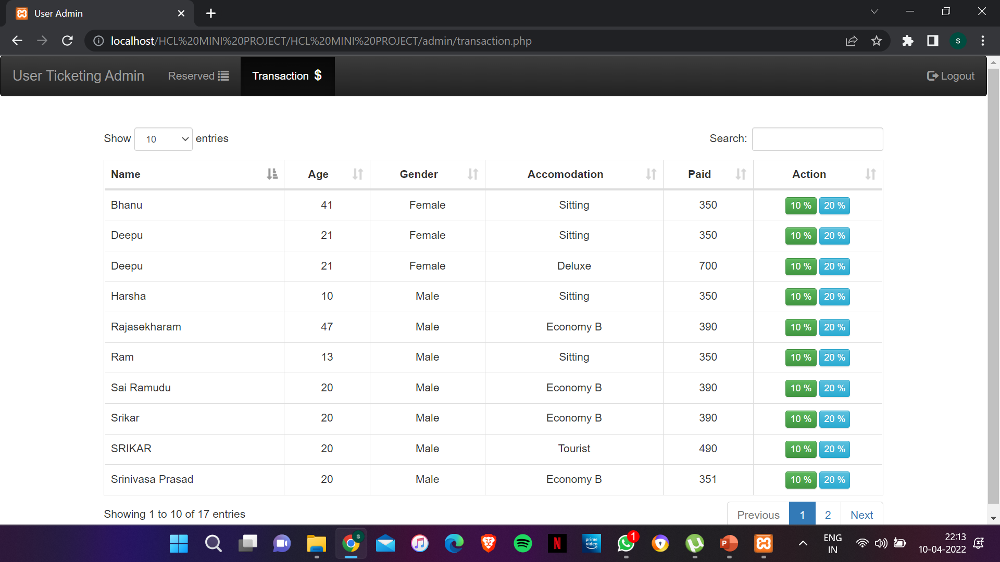 User Admin
localhost/HCL%20MINI%20PROJECT/HCL%20MINI%20PROJECT/admin/transaction.php
S
User Ticketing Admin Reserved Transaction $ Logout
Show 10 entries Search:
Name Age Gender Accomodation Paid Action
Bhanu 41 Female Sitting 350 10 % 20 %
Deepu 21 Female Sitting 350 10 % 20 %
Deepu 21 Female Deluxe 700 10 % 20 %
Harsha 10 Male Sitting 350 10 % 20 %
Rajasekharam 47 Male Economy B 390 10 % 20 %
Ram 13 Male Sitting 350 10 % 20 %
Sai Ramudu 20 Male Economy B 390 10 % 20 %
Srikar 20 Male Economy B 390 10 % 20 %
SRIKAR 20 Male Tourist 490 10 % 20 %
Srinivasa Prasad 20 Male Economy B 351 10 % 20 %
Showing 1 to 10 of 17 entries Previous 1 2 Next
S
N
prime video
1
P
ENG
IN
22:13
10-04-2022